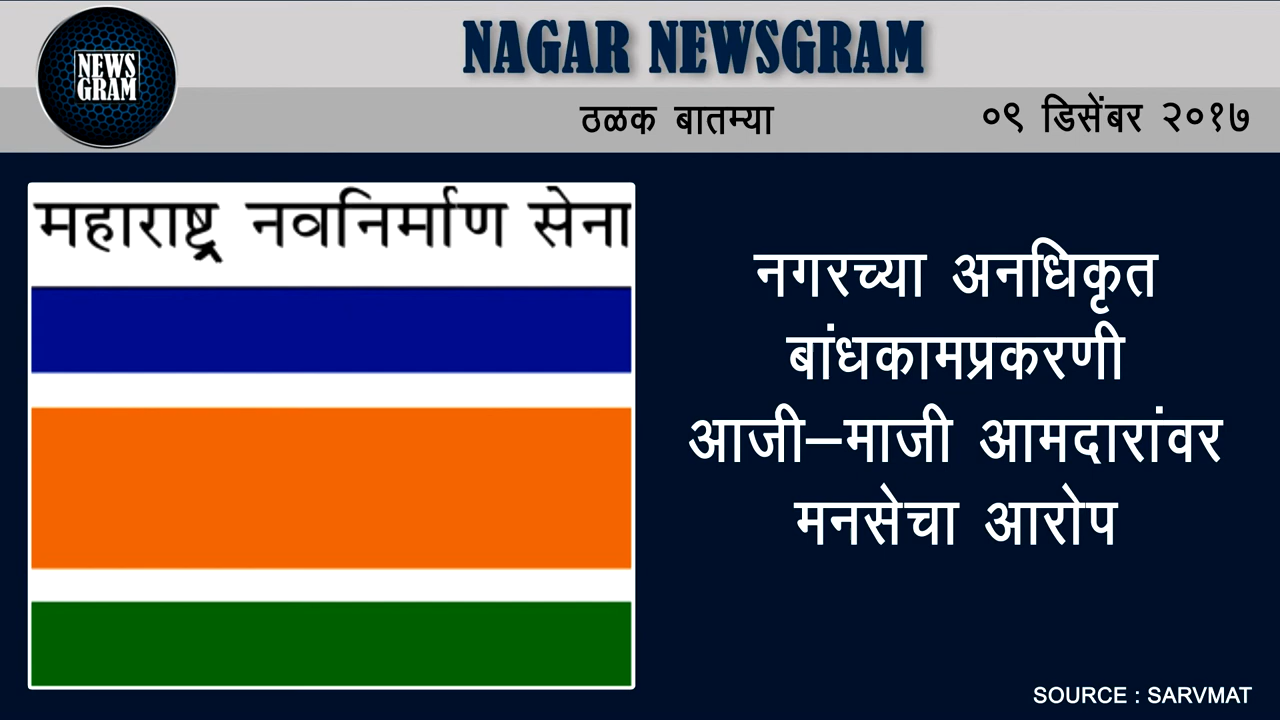 NEWS
GRAM
NAGAR NEWSGRAM
ठळक बातम्या
०९ डिसेंबर २०१७
महाराष्ट्र नवनिर्माण सेना
नगरच्या अनधिकृत
बांधकामप्रकरणी
आजी–माजी आमदारांवर
मनसेचा आरोप
SOURCE : SARVMAT